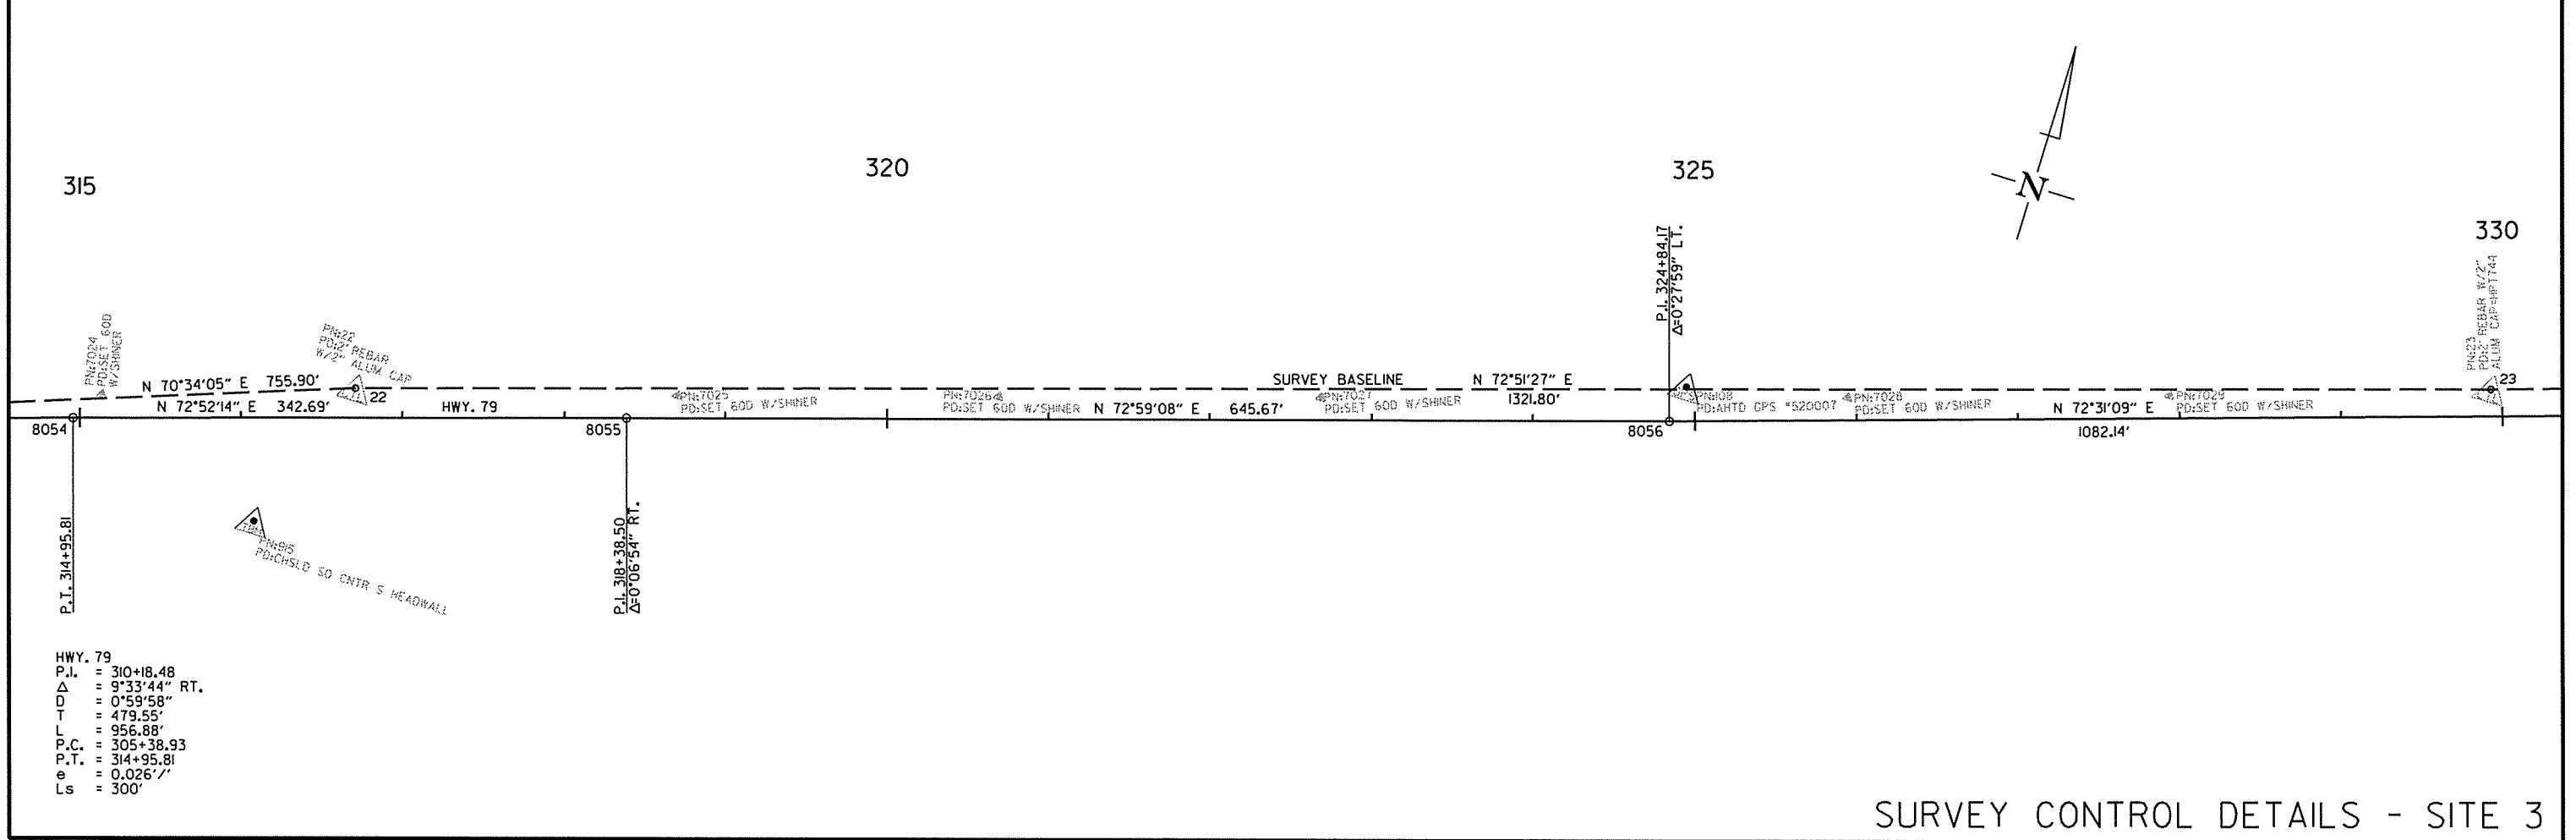 315
320
325
330
N
P.I. 324+84.17
Δ=0°27'59" LT.
PN:7024
PD:SET 60D
W/SHINER
PN:22
PD:2' REBAR
W/2" ALUM CAP
PN:23
PD:2' REBAR W/2"
N 70°34'05" E 755.90'
22
SURVEY BASELINE N 72°51'27" E
1321.80'
23
N 72°52'14" E 342.69'
HWY. 79
PN:7025
PD:SET 60D W/SHINER
PN:7026
PD:SET 60D W/SHINER
N 72°59'08" E 645.67'
PN:7027
PD:SET 60D W/SHINER
PN:108
PD:AHTD GPS #520007
PN:7028
PD:SET 60D W/SHINER
N 72°31'09" E
1082.14'
PN:7029
PD:SET 60D W/SHINER
8054
8055
8056
P.T. 314+95.81
PN:915
PD:CHSLD SQ CNTR S HEADWALL
P.I. 318+38.50
Δ=0°06'54" RT.
HWY. 79
P.I. = 310+18.48
Δ = 9°33'44" RT.
D = 0°59'58"
T = 479.55'
L = 956.88'
P.C. = 305+38.93
P.T. = 314+95.81
e = 0.026'/'
Ls = 300'
SURVEY CONTROL DETAILS - SITE 3